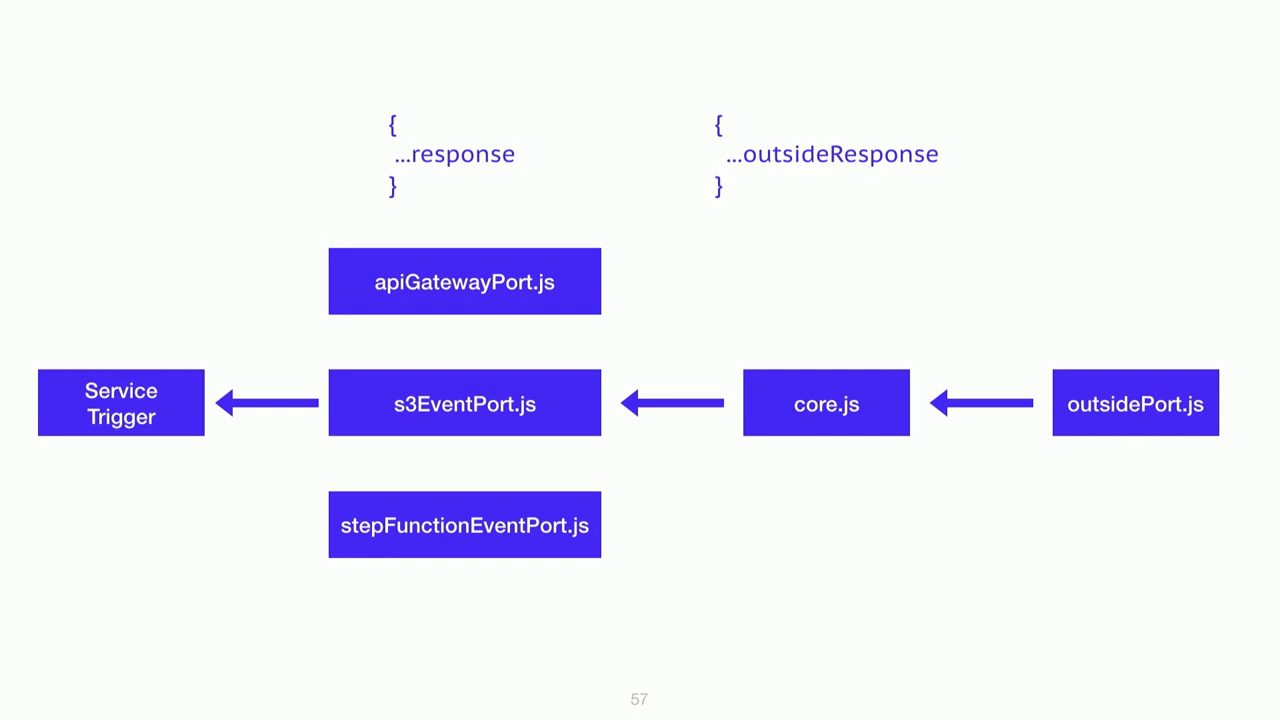 {
...response
}
{
...outsideResponse
}
apiGatewayPort.js
Service
Trigger
s3EventPort.js
core.js
outsidePort.js
stepFunctionEventPort.js
57